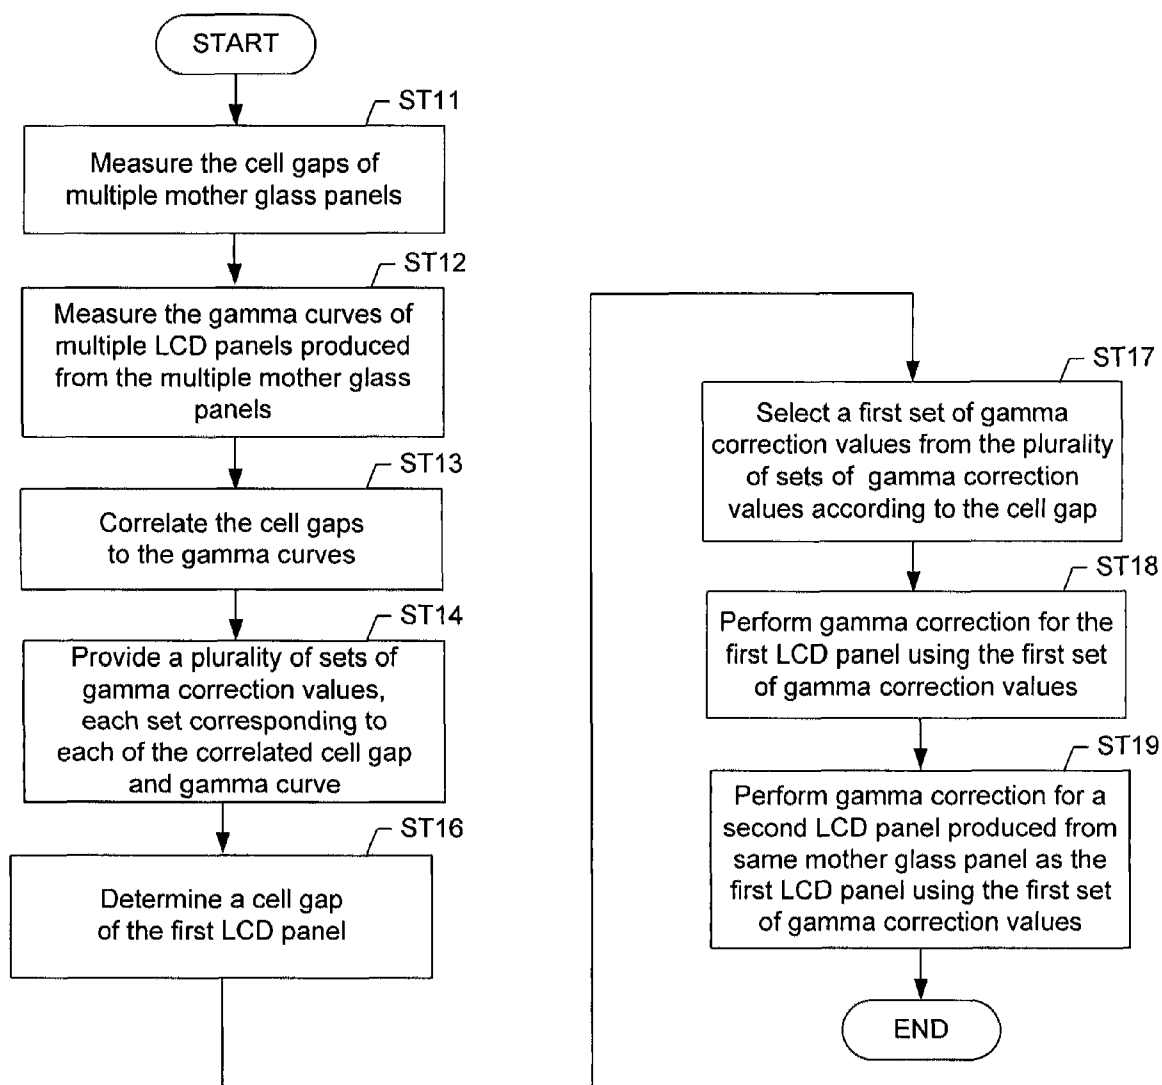 START
ST11
Measure the cell gaps of
multiple mother glass panels
ST12
Measure the gamma curves of
multiple LCD panels produced
from the multiple mother glass
panels
ST13
Correlate the cell gaps
to the gamma curves
ST14
Provide a plurality of sets of
gamma correction values,
each set corresponding to
each of the correlated cell gap
and gamma curve
ST16
Determine a cell gap
of the first LCD panel
ST17
Select a first set of gamma
correction values from the plurality
of sets of gamma correction
values according to the cell gap
ST18
Perform gamma correction for the
first LCD panel using the first set
of gamma correction values
ST19
Perform gamma correction for a
second LCD panel produced from
same mother glass panel as the
first LCD panel using the first set
of gamma correction values
END